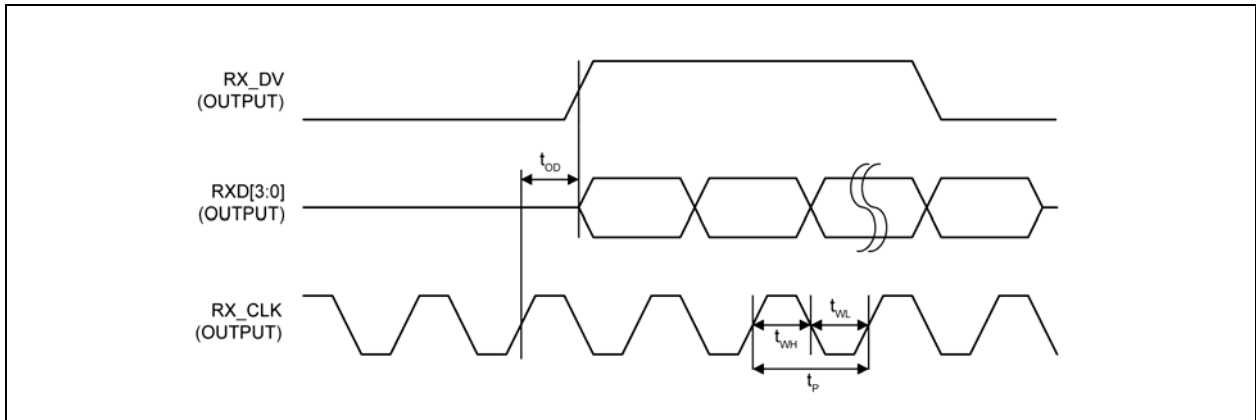 RX_DV
(OUTPUT)
tOD
RXD[3:0]
(OUTPUT)
RX_CLK
(OUTPUT)
tWL
tWH
tP